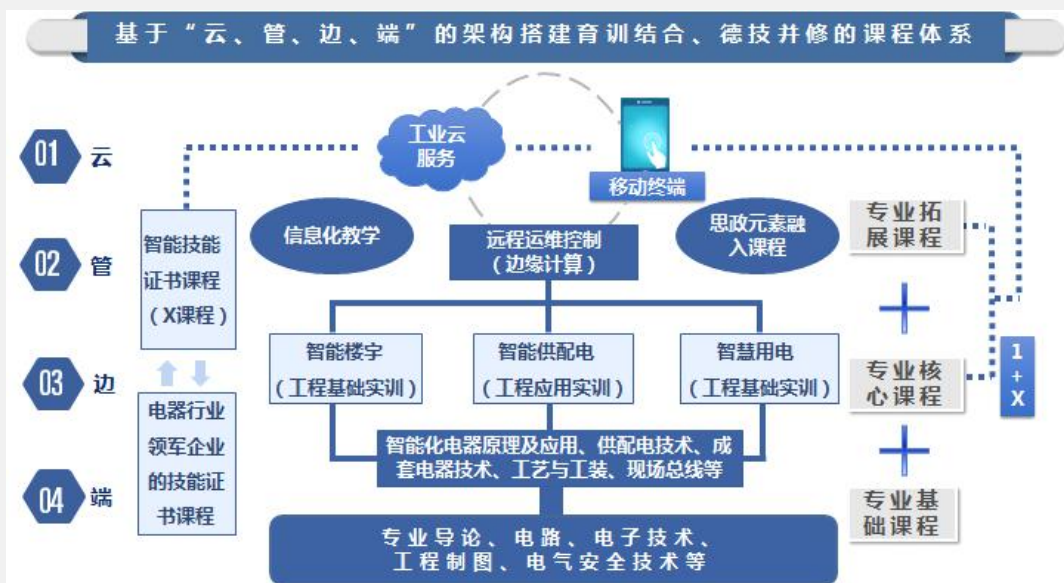 基于“云、管、边、端”的架构搭建育训结合、德技并修的课程体系
01 云
02 管
03 边
04 端
智能技能
证书课程
（X课程）
电器行业
领军企业
的技能证
书课程
工业云
服务
移动终端
信息化教学
思政元素融
入课程
远程运维控制
（边缘计算）
智能楼宇
（工程基础实训）
智能供配电
（工程应用实训）
智慧用电
（工程基础实训）
智能化电器原理及应用、供配电技术、成
套电器技术、工艺与工装、现场总线等
专业导论、电路、电子技术、
工程制图、电气安全技术等
专业拓
展课程
专业核
心课程
专业基
础课程
1
+
X